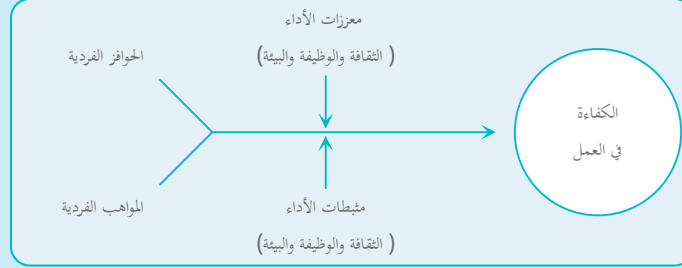 معززات الأداء
( الثقافة والوظيفة والبيئة)
الحوافز الفردية
الكفاءة
في العمل
المواهب الفردية
مثبطات الأداء
( الثقافة والوظيفة والبيئة)